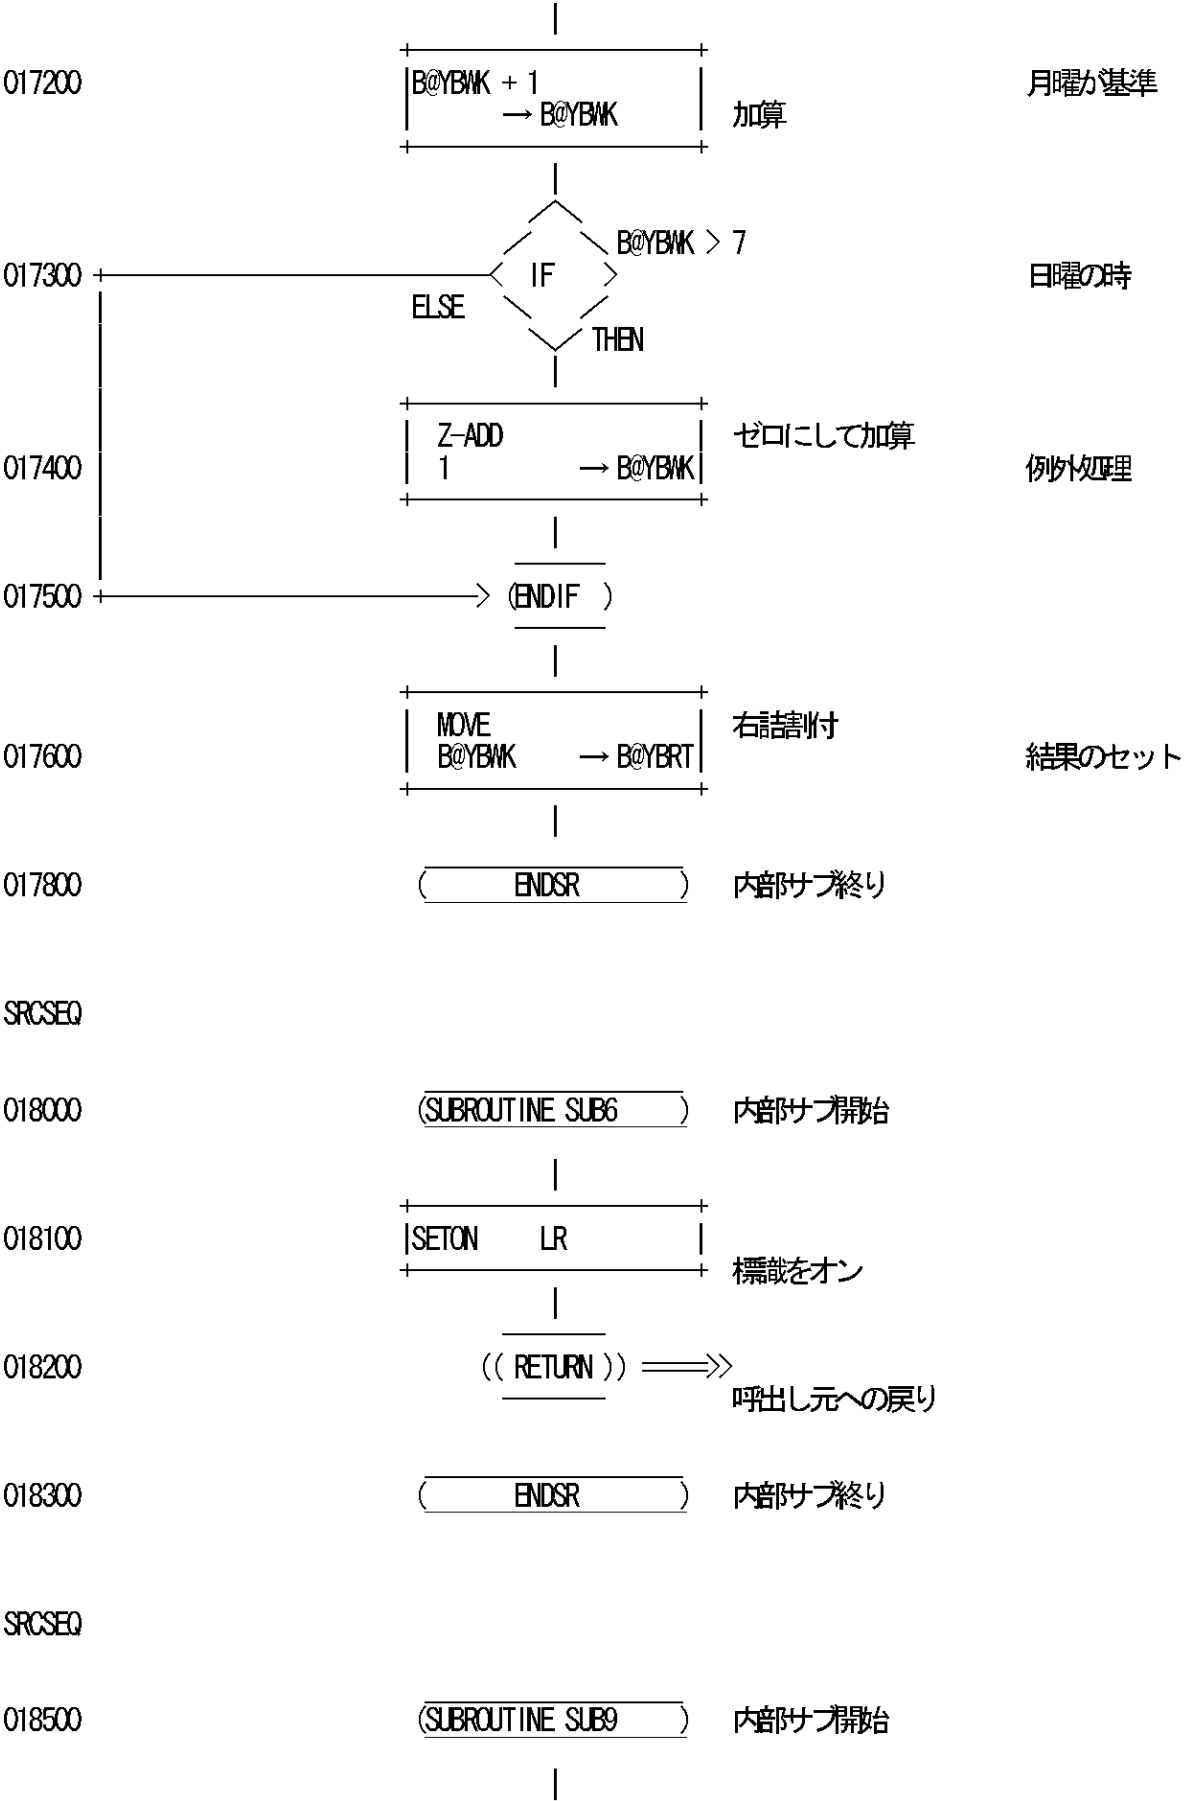 017200 B@YBWK + 1 月曜が基準
→ B@YBWK 加算
B@YBWK > 7
017300 IF 日曜の時
ELSE
THEN
Z-ADD ゼロにして加算
017400 1 → B@YBWK 例外処理
017500 (ENDIF )
MOVE 右詰割付
017600 B@YBWK → B@YBRT 結果のセット
017800 ( ENDSR ) 内部サブ終り
SRCSEQ
018000 (SUBROUTINE SUB6 ) 内部サブ開始
018100 SETON LR
標識をオン
018200 (( RETURN ))
呼出し元への戻り
018300 ( ENDSR ) 内部サブ終り
SRCSEQ
018500 (SUBROUTINE SUB9 ) 内部サブ開始